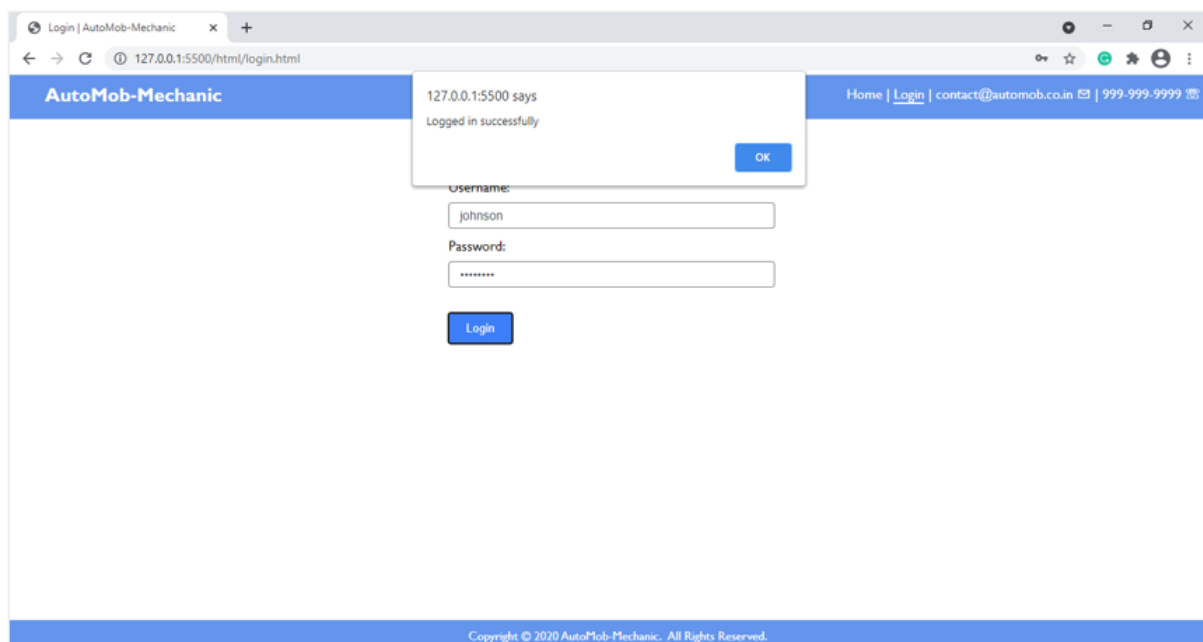 Login | AutoMob-Mechanic
127.0.0.1:5500/html/login.html
AutoMob-Mechanic
Home | Login | contact@automob.co.in ✉ | 999-999-9999 ☏
127.0.0.1:5500 says
Logged in successfully
OK
Username:
johnson
Password:
Login
Copyright © 2020 AutoMob-Mechanic. All Rights Reserved.